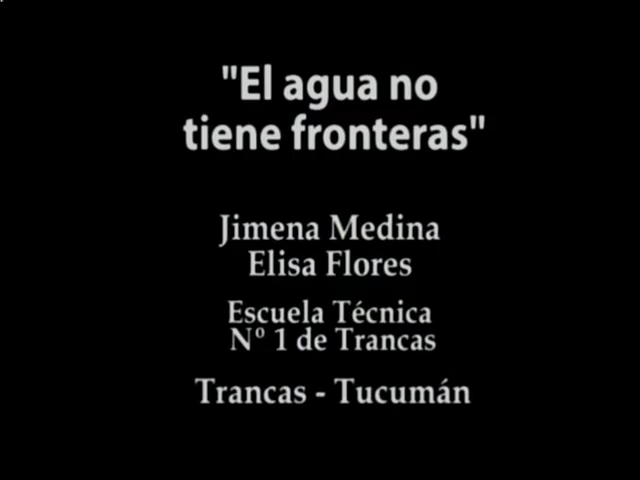 "El agua no
tiene fronteras"
Jimena Medina
Elisa Flores
Escuela Técnica
Nº 1 de Trancas
Trancas - Tucumán